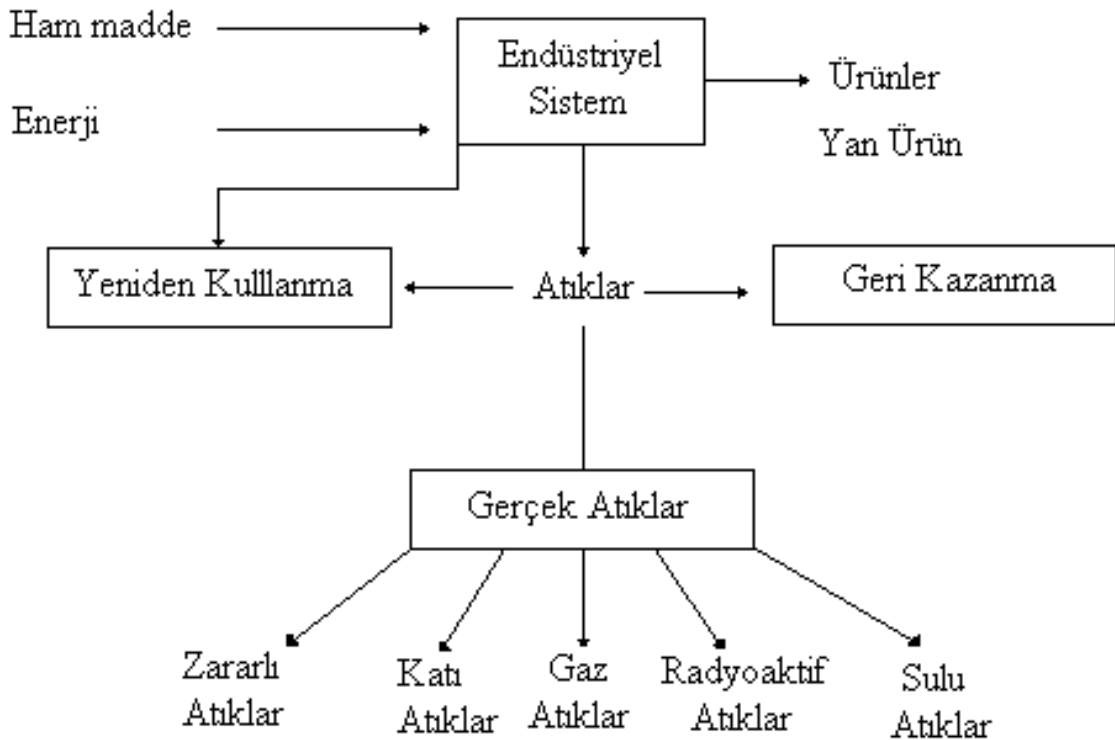 Ham madde
Endüstriyel
Sistem
Ürünler
Enerji
Yan Ürün
Yeniden Kulllanma
Atıklar
Geri Kazanma
Gerçek Atıklar
Zararlı
Atıklar
Katı
Atıklar
Gaz
Atıklar
Radyoaktif
Atıklar
Sulu
Atıklar